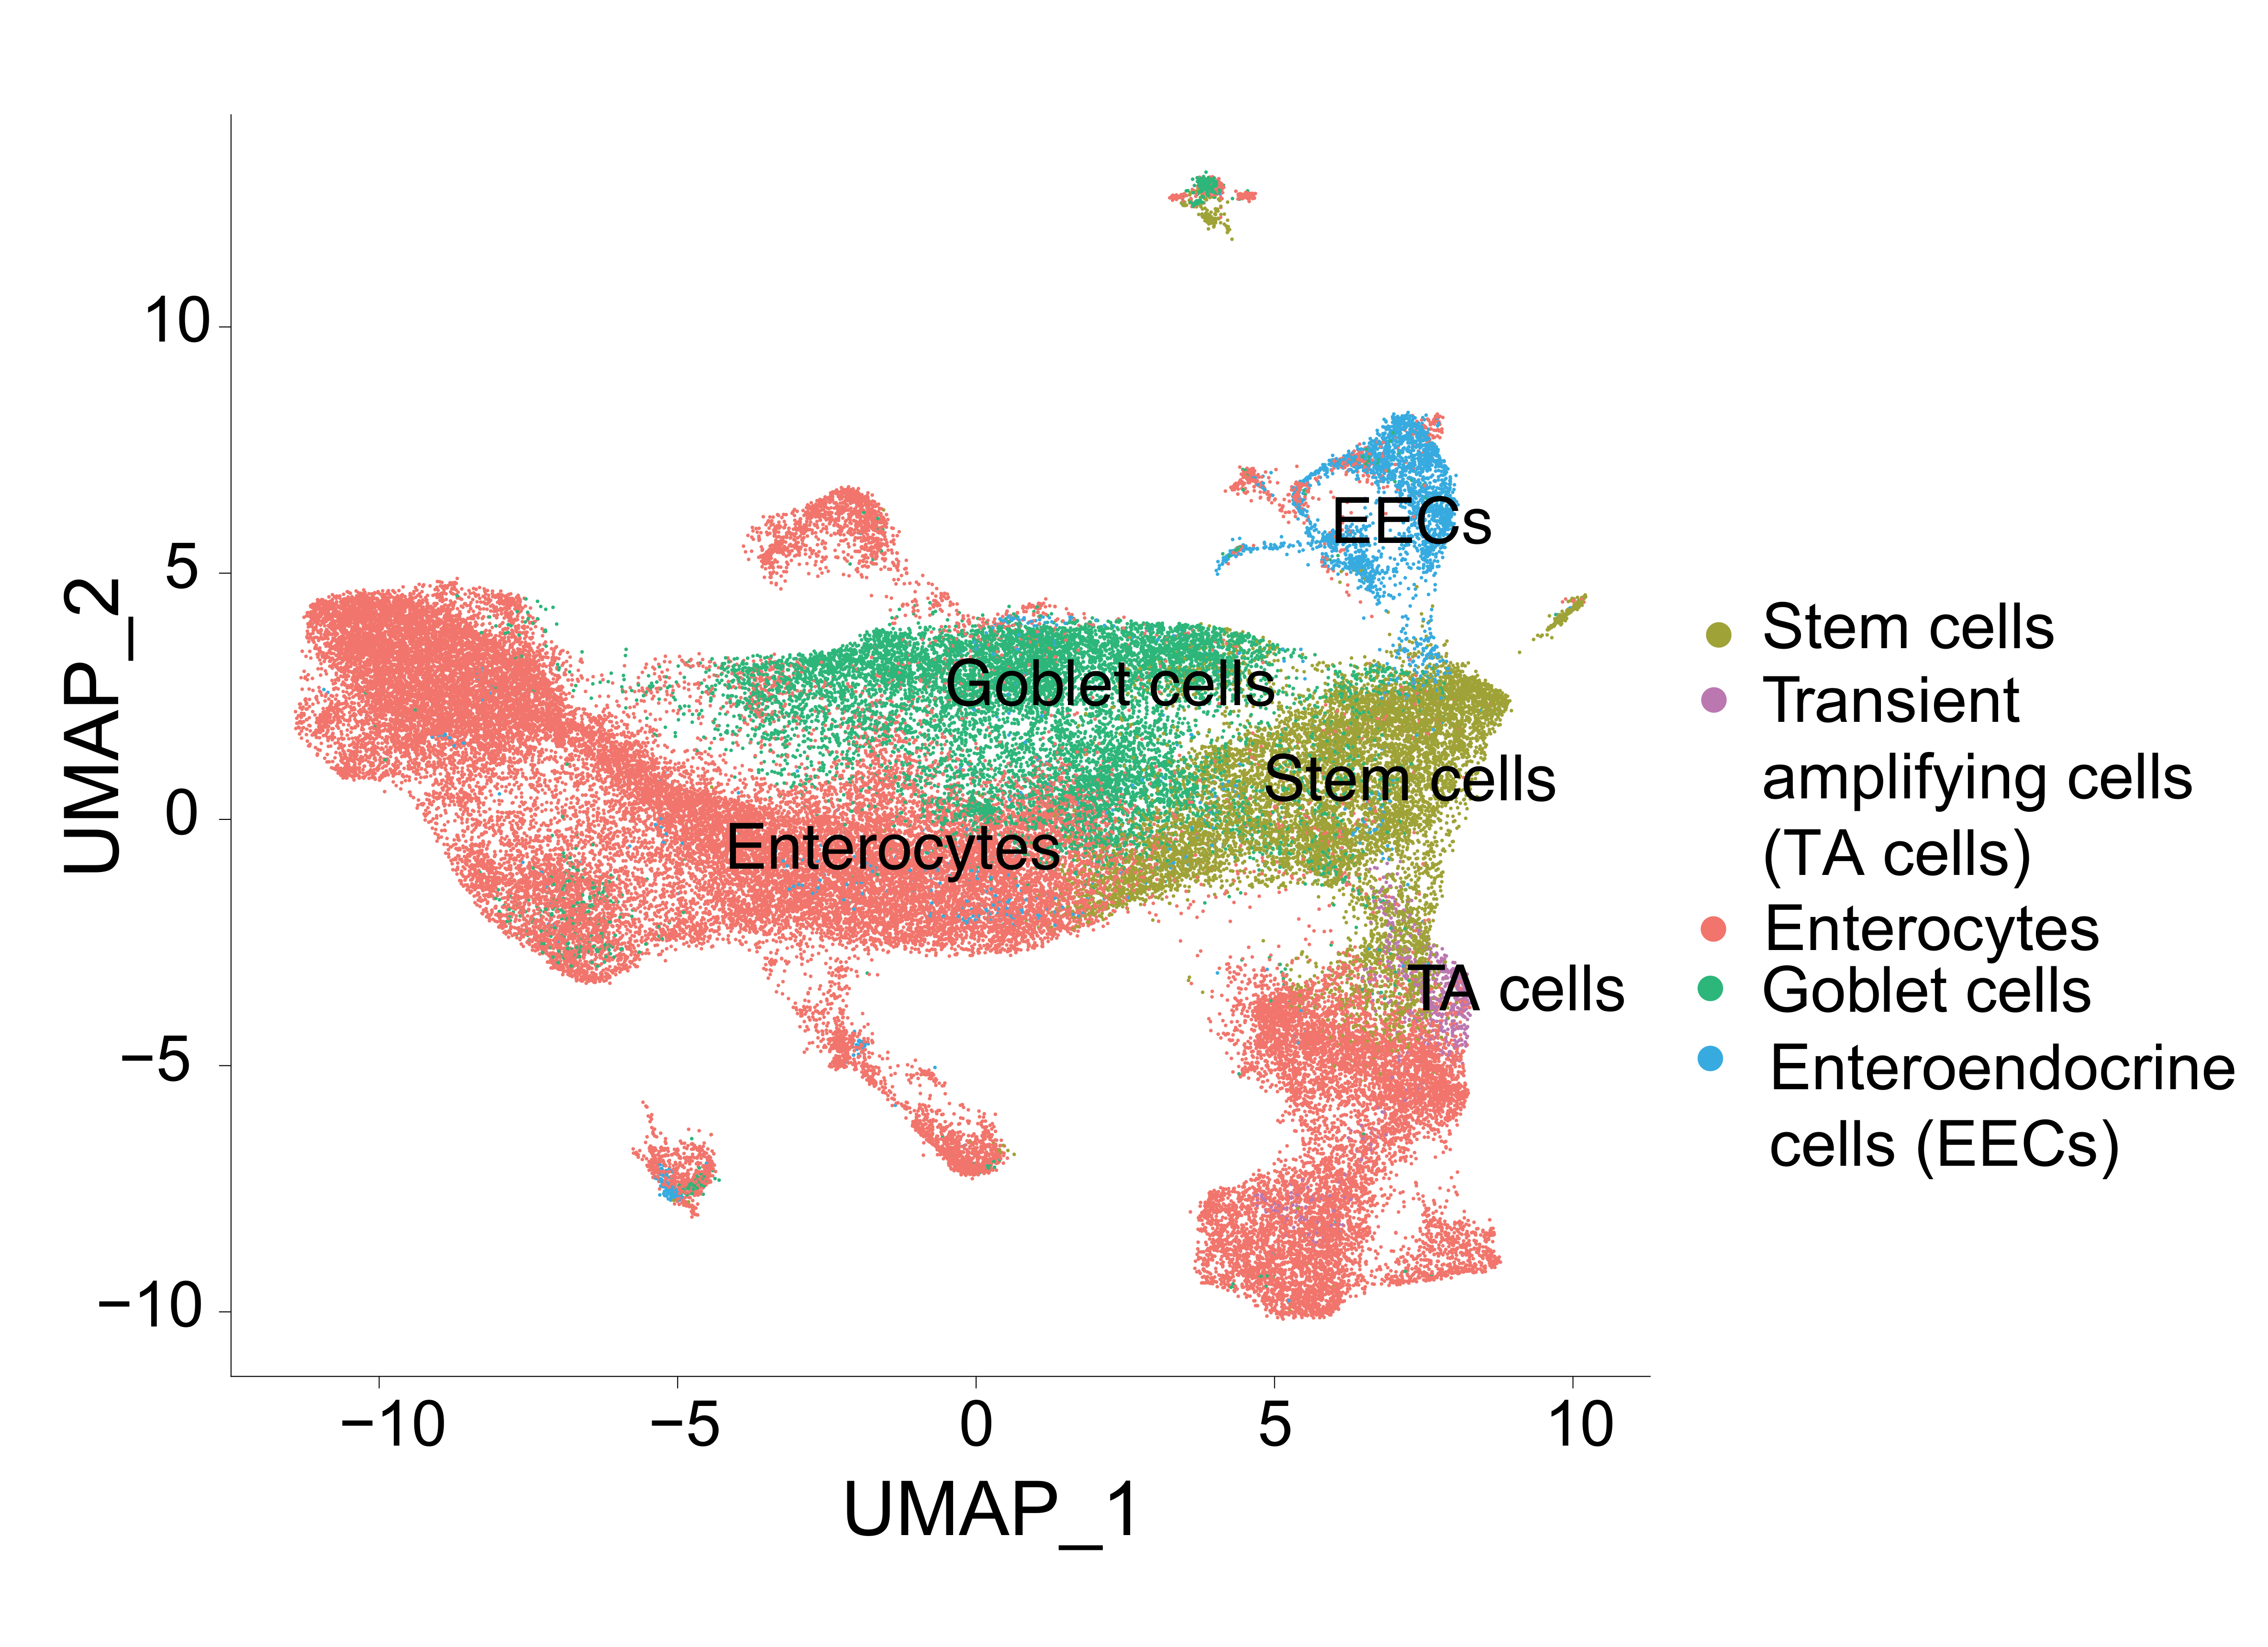 UMAP_2
10
5
0
−5
−10
EECs
Goblet cells
Stem cells
Enterocytes
TA cells
−10
−5
0
5
10
UMAP_1
Stem cells
Transient
amplifying cells
(TA cells)
Enterocytes
Goblet cells
Enteroendocrine
cells (EECs)